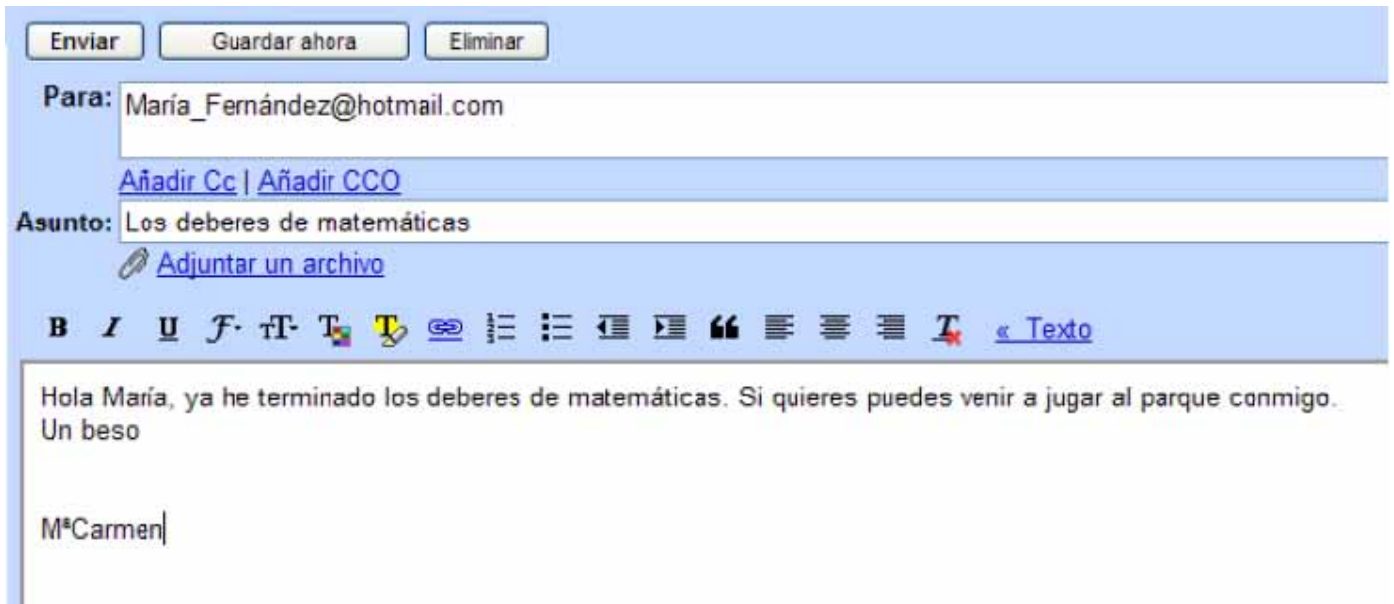 Enviar Guardar ahora Eliminar
Para: María_Fernández@hotmail.com
Añadir Cc | Añadir CCO
Asunto: Los deberes de matemáticas
Adjuntar un archivo
B I U F TT T T « Texto
Hola María, ya he terminado los deberes de matemáticas. Si quieres puedes venir a jugar al parque conmigo.
Un beso
MªCarmen